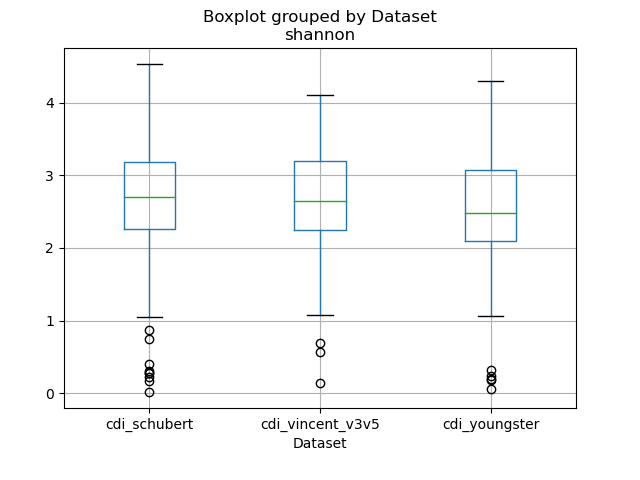 Boxplot grouped by Dataset
shannon
4
3
2
1
0
cdi_schubert cdi_vincent_v3v5 cdi_youngster
Dataset